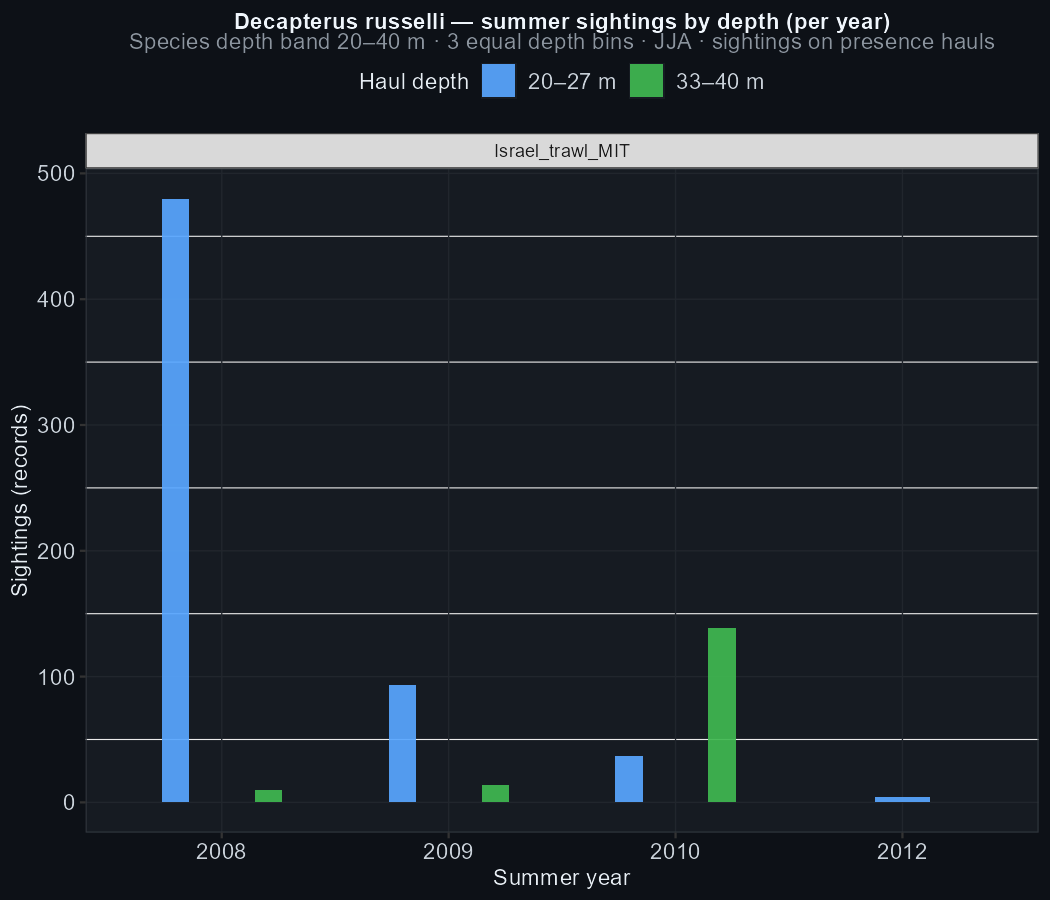 Decapterus russelli — summer sightings by depth (per year)
Species depth band 20–40 m · 3 equal depth bins · JJA · sightings on presence hauls
Haul depth 20–27 m 33–40 m
Israel_trawl_MIT
500
400
300
200
100
0
Sightings (records)
2008 2009 2010 2012
Summer year